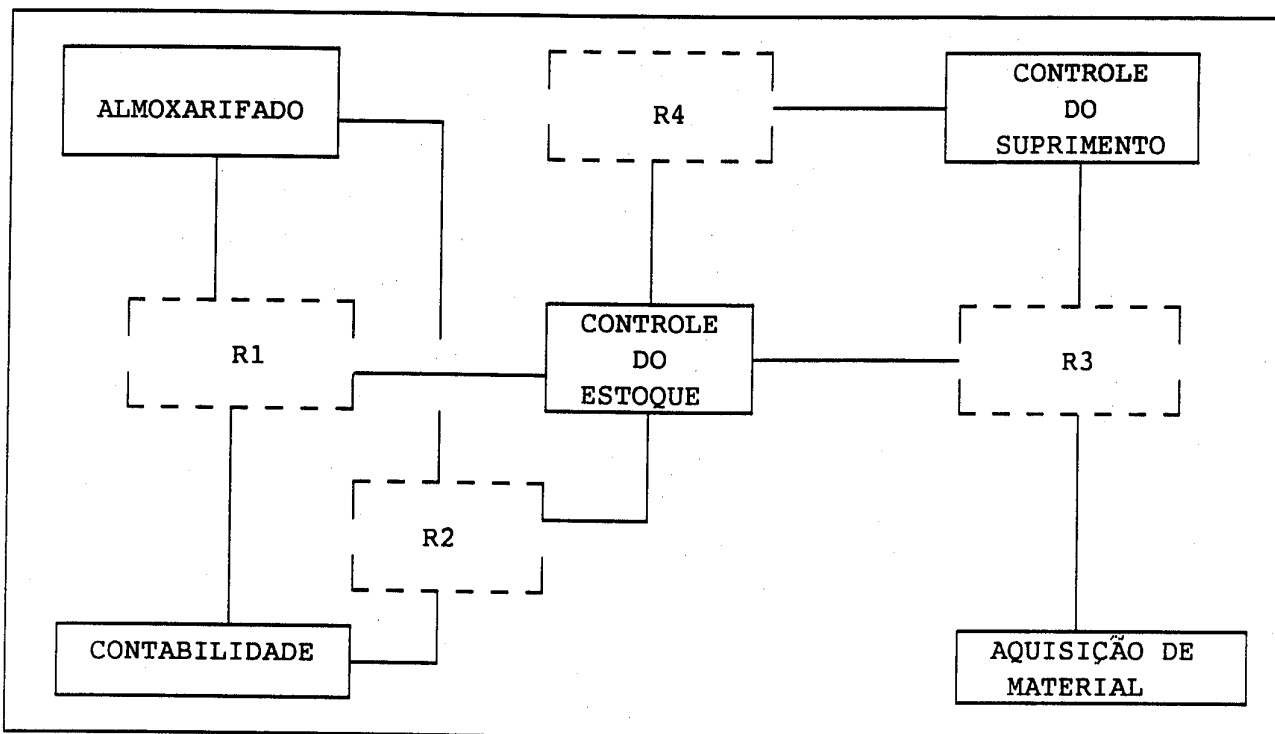 ALMOXARIFADO
R4
CONTROLE
DO
SUPRIMENTO
R1
CONTROLE
DO
ESTOQUE
R3
R2
CONTABILIDADE
AQUISIÇÃO DE
MATERIAL